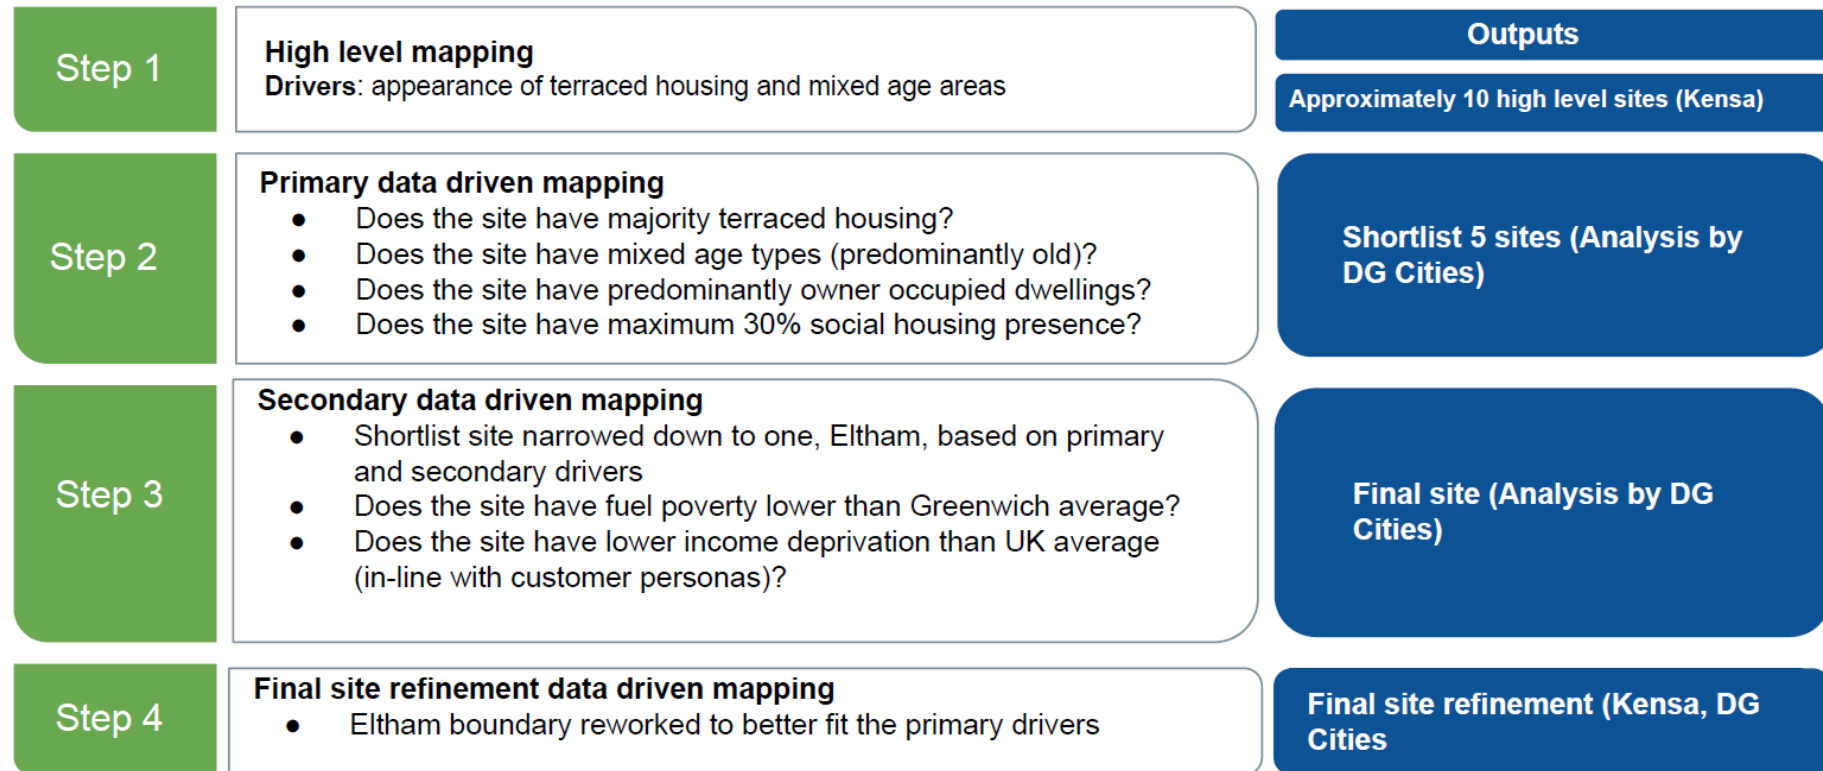 Step 1
High level mapping
Drivers: appearance of terraced housing and mixed age areas
Outputs
Approximately 10 high level sites (Kensa)
Step 2
Primary data driven mapping
● Does the site have majority terraced housing?
● Does the site have mixed age types (predominantly old)?
● Does the site have predominantly owner occupied dwellings?
● Does the site have maximum 30% social housing presence?
Shortlist 5 sites (Analysis by
DG Cities)
Step 3
Secondary data driven mapping
● Shortlist site narrowed down to one, Eltham, based on primary
and secondary drivers
● Does the site have fuel poverty lower than Greenwich average?
● Does the site have lower income deprivation than UK average
(in-line with customer personas)?
Final site (Analysis by DG
Cities)
Step 4
Final site refinement data driven mapping
● Eltham boundary reworked to better fit the primary drivers
Final site refinement (Kensa, DG
Cities